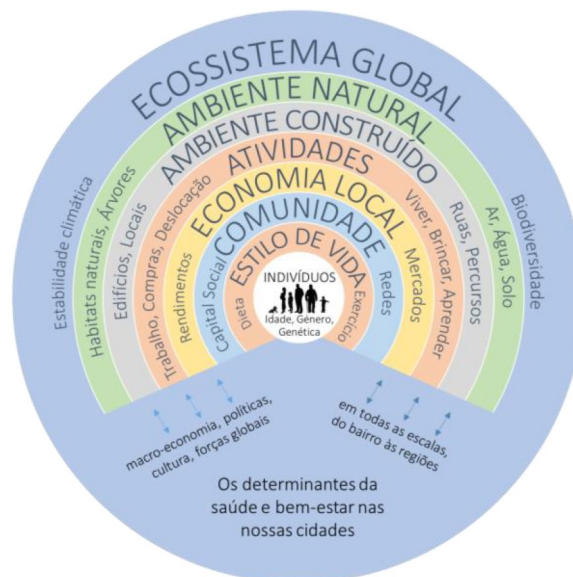 ECOSSISTEMA GLOBAL
Estabilidade climática
Biodiversidade
AMBIENTE NATURAL
Habitats naturais, Árvores
Ar, Água, Solo
AMBIENTE CONSTRUÍDO
Edifícios, Locais
Ruas, Percursos
ATIVIDADES
Trabalho, Compras, Deslocação
Viver, Brincar, Aprender
ECONOMIA LOCAL
Rendimentos
Mercados
COMUNIDADE
Capital Social
Redes
ESTILO DE VIDA
Dieta
Exercício
INDIVÍDUOS
Idade, Género,
Genética
macro-economia, políticas,
cultura, forças globais
em todas as escalas,
do bairro às regiões
Os determinantes da
saúde e bem-estar nas
nossas cidades